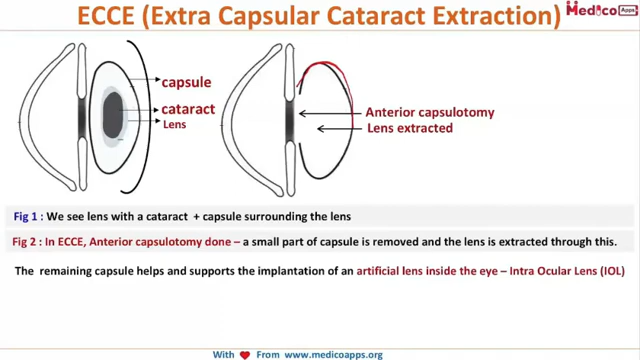 ECCE (Extra Capsular Cataract Extraction)
Medico Apps
capsule
cataract
Lens
Anterior capsulotomy
Lens extracted
Fig 1 : We see lens with a cataract + capsule surrounding the lens
Fig 2 : In ECCE, Anterior capsulotomy done – a small part of capsule is removed and the lens is extracted through this.
The remaining capsule helps and supports the implantation of an artificial lens inside the eye – Intra Ocular Lens (IOL)
With ❤ From www.medicoapps.org